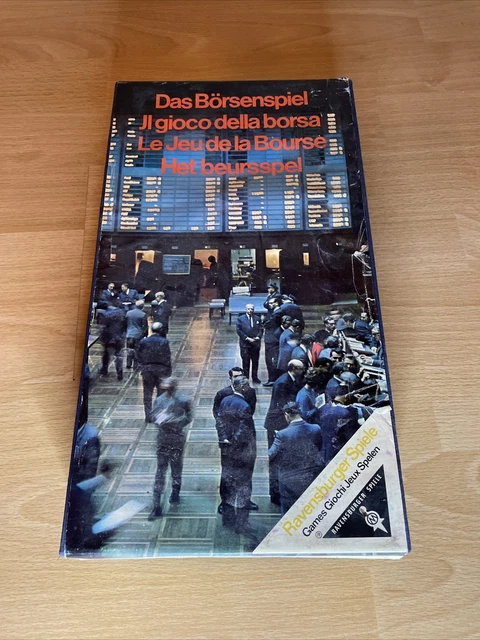 Das Börsenspiel
Jl gioco della borsa
Le Jeu de la Bourse
Het beursspel
Ravensburger Spiele
Games Giochi Jeux Spelen
®
RAVENSBURGER SPIELE